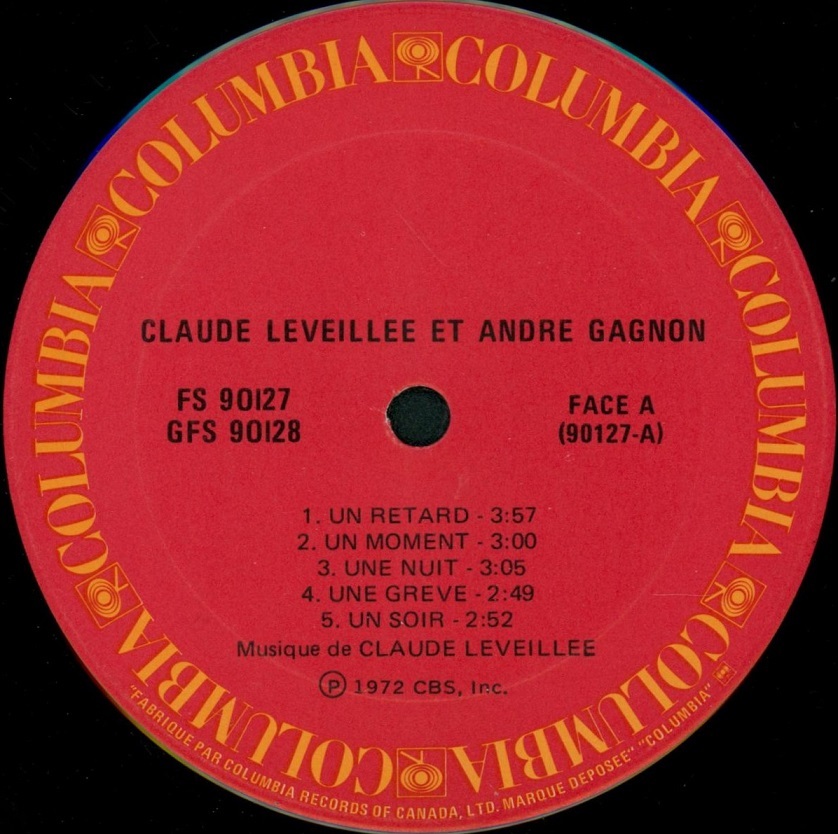 COLUMBIA COLUMBIA COLUMBIA COLUMBIA COLUMBIA COLUMBIA
CLAUDE LEVEILLEE ET ANDRE GAGNON
FS 90127
GFS 90128
FACE A
(90127-A)
1. UN RETARD - 3:57
2. UN MOMENT - 3:00
3. UNE NUIT - 3:05
4. UNE GREVE - 2:49
5. UN SOIR - 2:52
Musique de CLAUDE LEVEILLEE
Ⓟ 1972 CBS, Inc.
"FABRIQUE PAR COLUMBIA RECORDS OF CANADA, LTD. MARQUE DEPOSEE" "COLUMBIA"